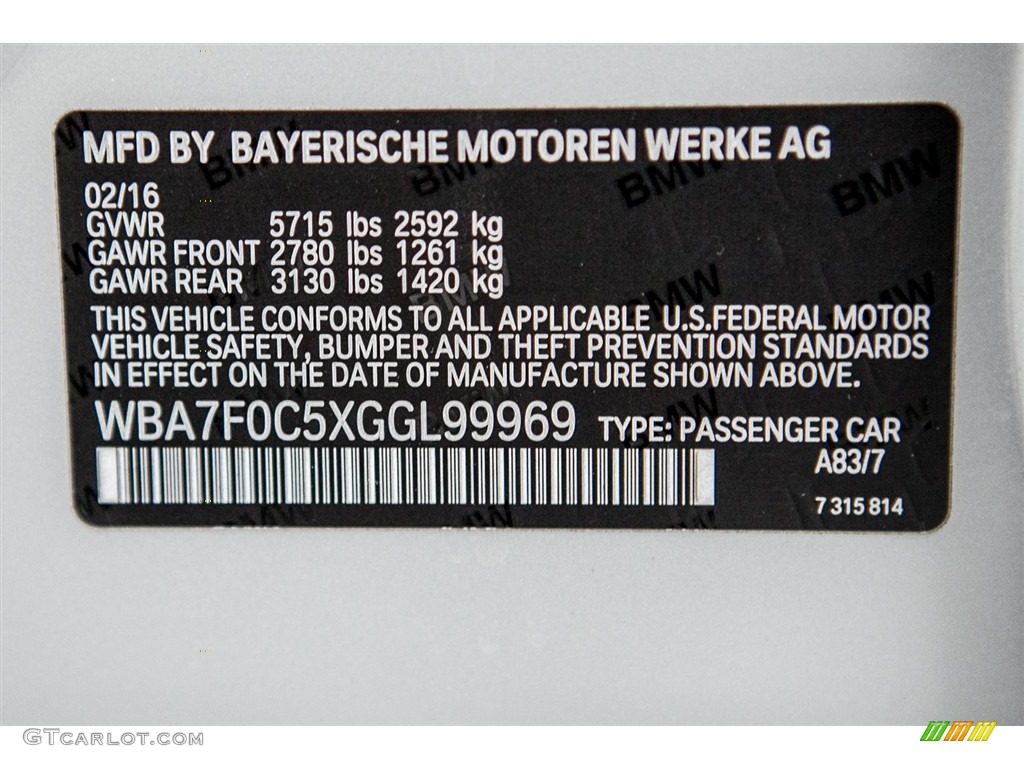 MFD BY BAYERISCHE MOTOREN WERKE AG
02/16
GVWR 5715 lbs 2592 kg
GAWR FRONT 2780 lbs 1261 kg
GAWR REAR 3130 lbs 1420 kg
THIS VEHICLE CONFORMS TO ALL APPLICABLE U.S.FEDERAL MOTOR
VEHICLE SAFETY, BUMPER AND THEFT PREVENTION STANDARDS
IN EFFECT ON THE DATE OF MANUFACTURE SHOWN ABOVE.
WBA7F0C5XGGL99969 TYPE: PASSENGER CAR
A83/7
7 315 814
GTCARLOT.COM